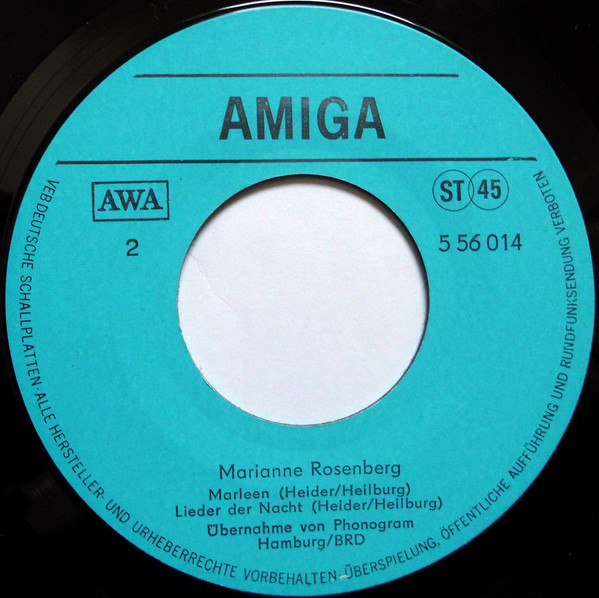 AMIGA
AWA
ST 45
2
5 56 014
Marianne Rosenberg
Marleen (Heider/Heilburg)
Lieder der Nacht (Heider/Heilburg)
Übernahme von Phonogram
Hamburg/BRD
VEB DEUTSCHE SCHALLPLATTEN · ALLE HERSTELLER- UND URHEBERRECHTE VORBEHALTEN-ÜBERSPIELUNG, ÖFFENTLICHE AUFFÜHRUNG UND RUNDFUNKSENDUNG VERBOTEN